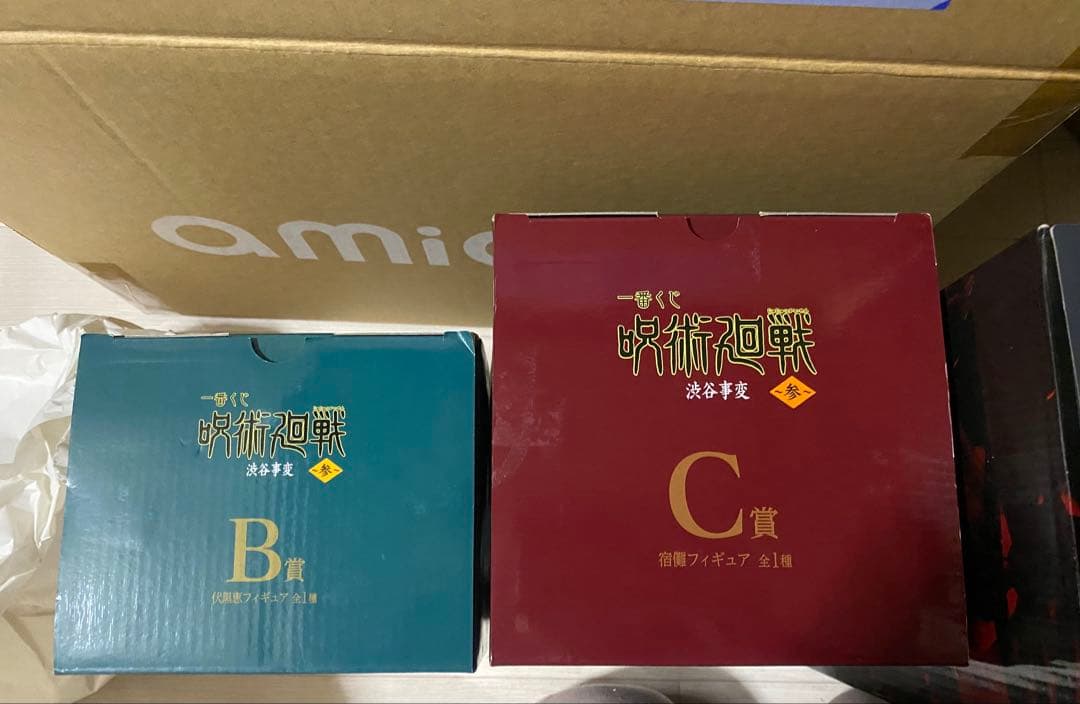 ami
一番くじ
呪術廻戦
渋谷事変
参
B賞
伏黒恵フィギュア 全1種
一番くじ
呪術廻戦
渋谷事変
参
C賞
宿儺フィギュア 全1種